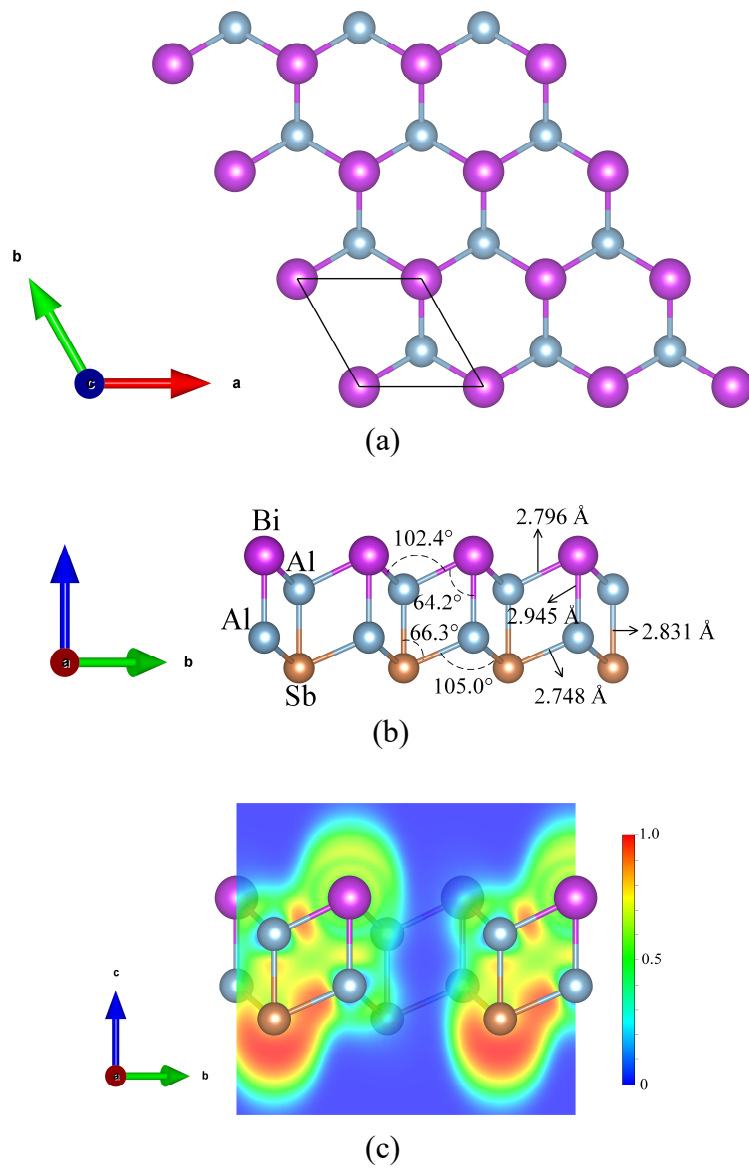 b
c
a
(a)
Bi
Al
Al
Sb
102.4°
64.2°
66.3°
105.0°
2.796 Å
2.945 Å
2.831 Å
2.748 Å
a
b
(b)
1.0
0.5
0
c
a
b
(c)